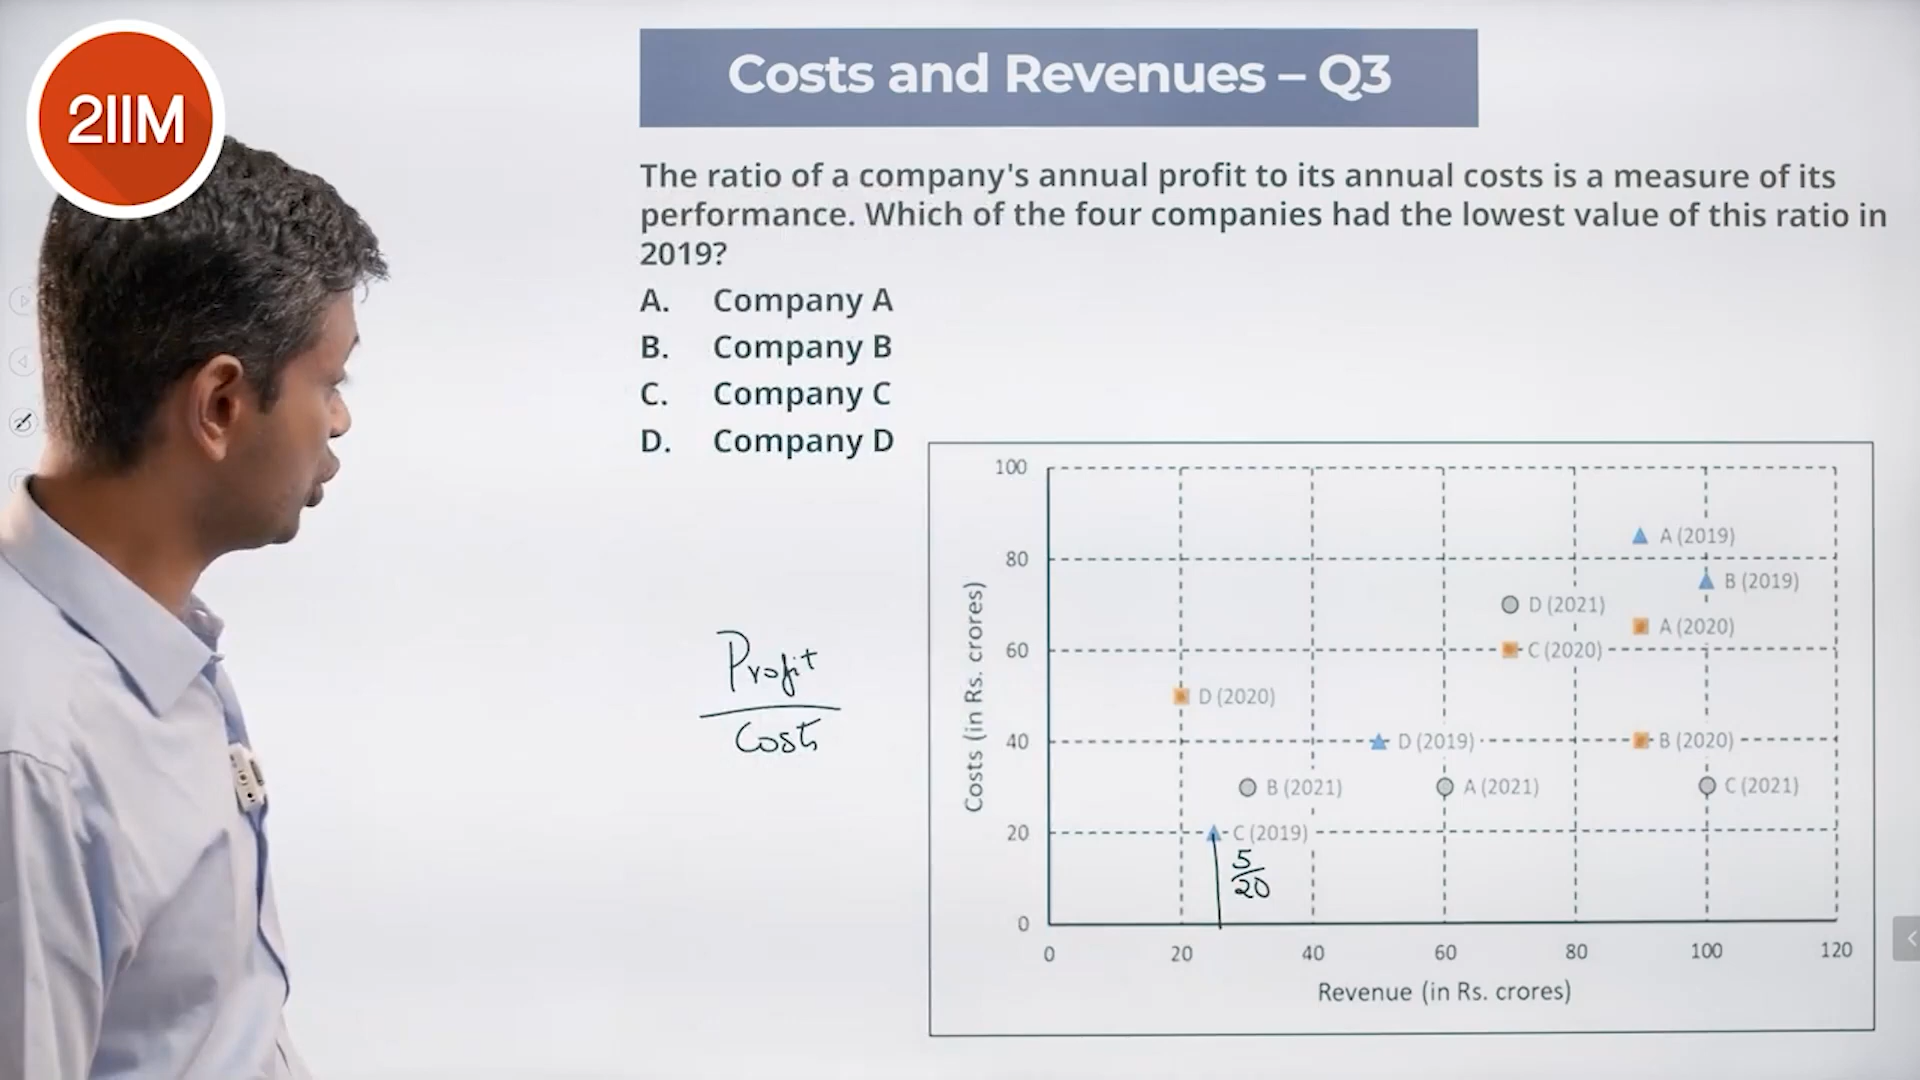 2IIM
Costs and Revenues – Q3
The ratio of a company's annual profit to its annual costs is a measure of its
performance. Which of the four companies had the lowest value of this ratio in
2019?
A. Company A
B. Company B
C. Company C
D. Company D
Profit
Costs
100
80
60
40
20
0
Costs (in Rs. crores)
A (2019)
B (2019)
D (2021)
A (2020)
C (2020)
D (2020)
D (2019)
B (2020)
B (2021)
A (2021)
C (2021)
C (2019)
5
20
0 20 40 60 80 100 120
Revenue (in Rs. crores)